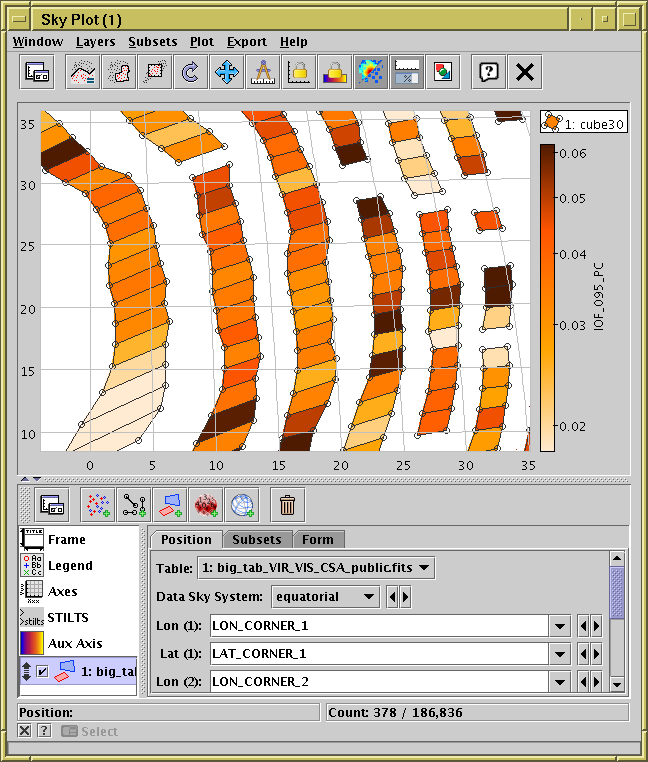 Sky Plot (1)
Window Layers Subsets Plot Export Help
35
30
25
20
15
10
0 5 10 15 20 25 30 35
1: cube30
0.06
0.05
0.04
0.03
0.02
IOF_095_PC
Frame
Legend
Axes
STILTS
Aux Axis
1: big_tal
Position Subsets Form
Table: 1: big_tab_VIR_VIS_CSA_public.fits
Data Sky System: equatorial
Lon (1): LON_CORNER_1
Lat (1): LAT_CORNER_1
Lon (2): LON_CORNER_2
Position:
Count: 378 / 186,836
Select